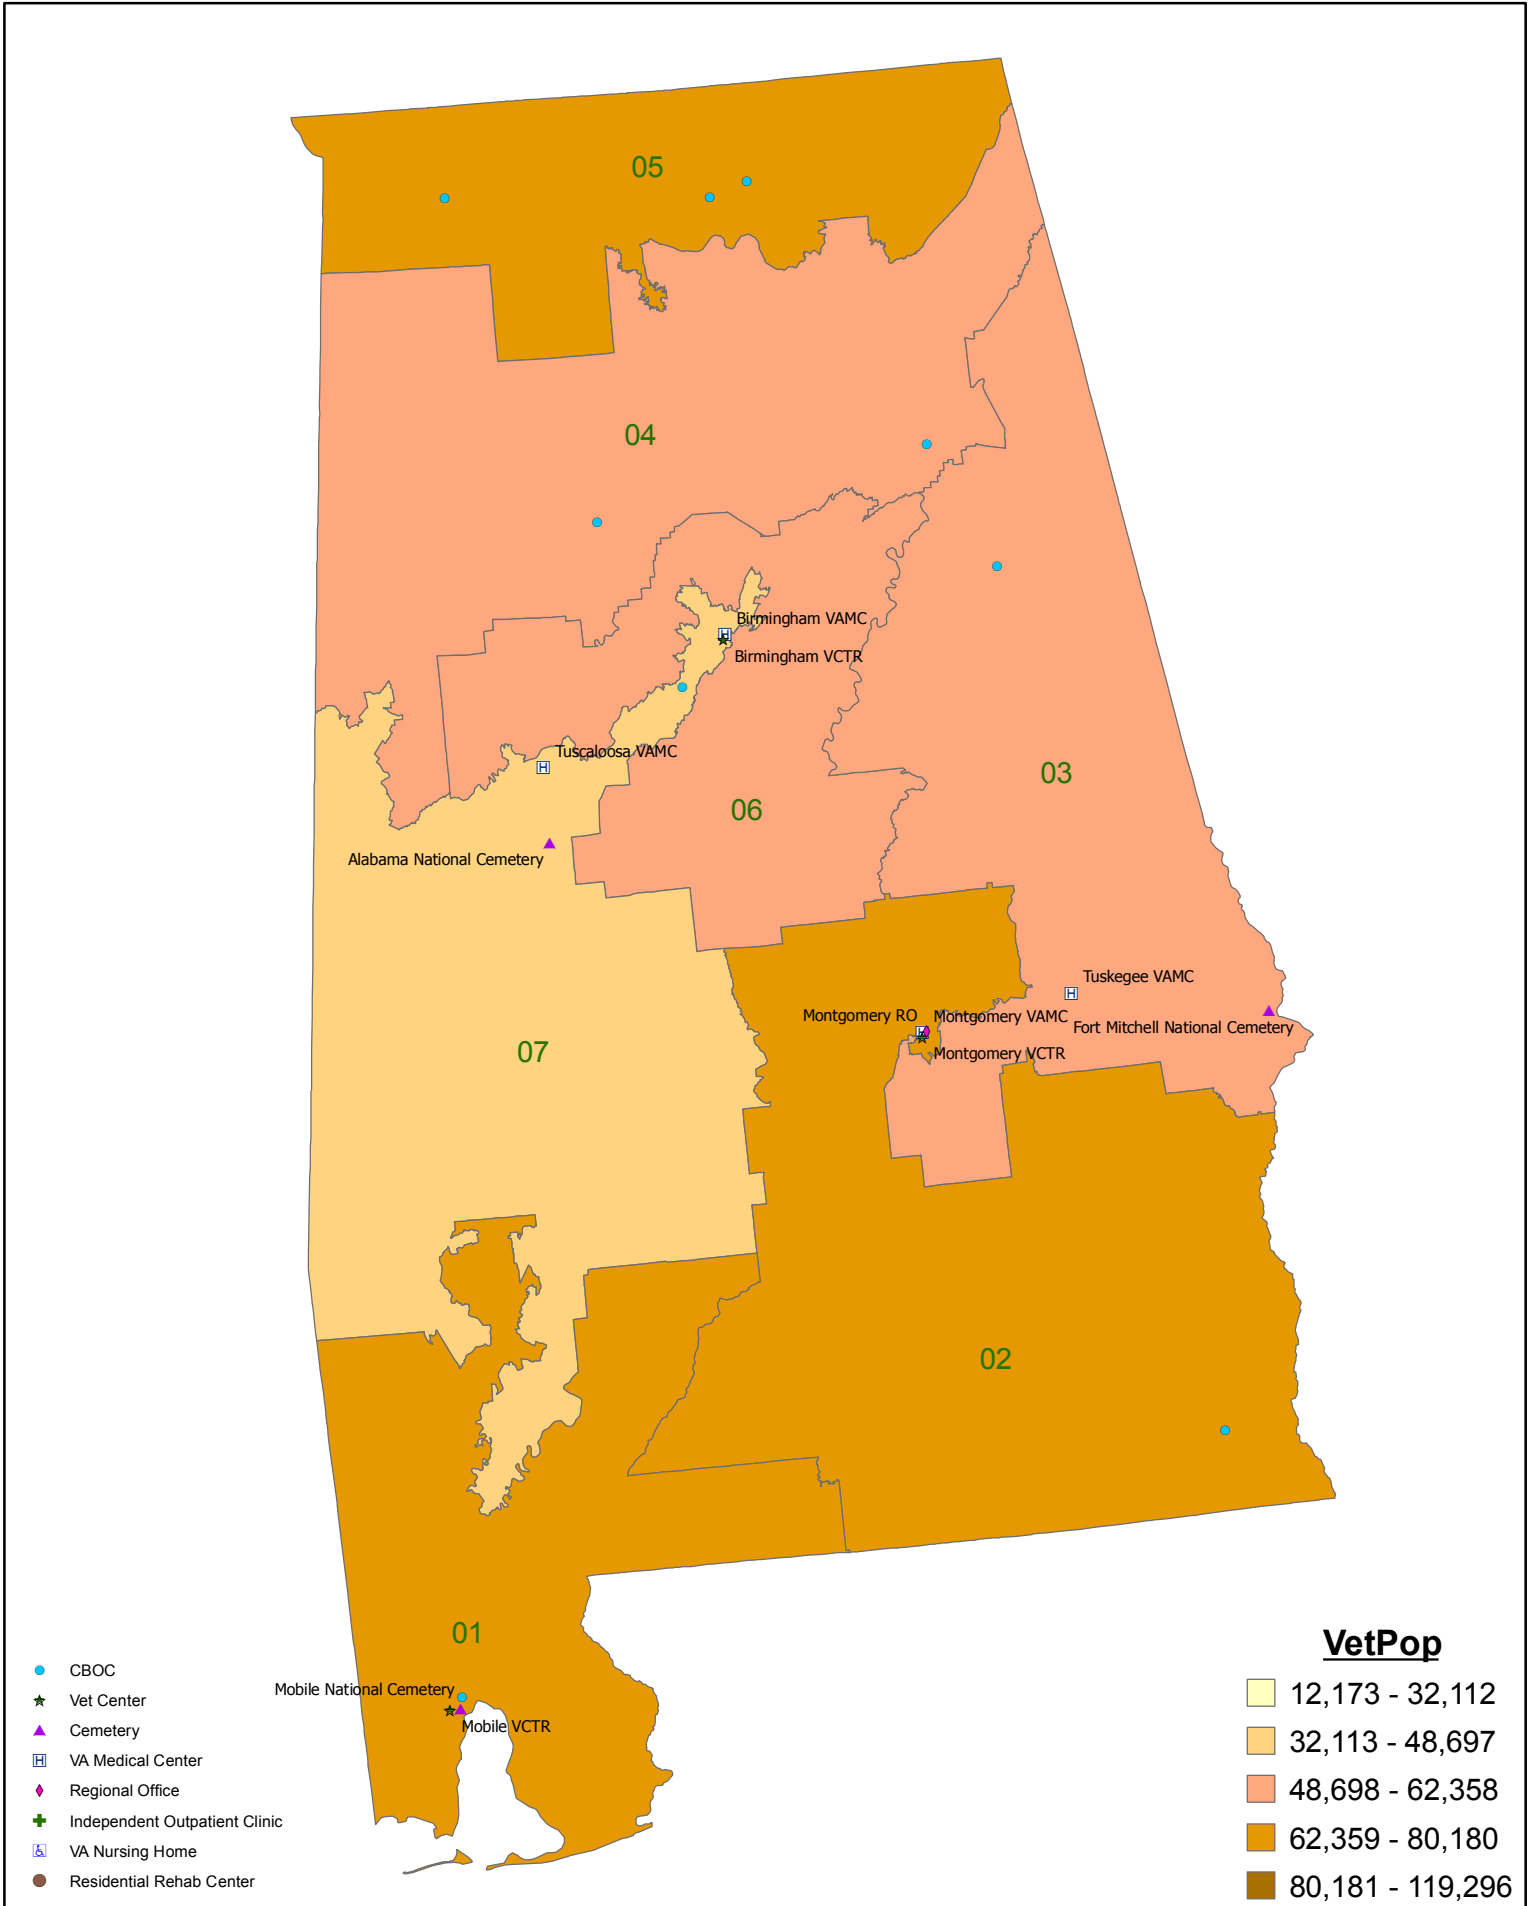 05
04
Birmingham VAMC
Birmingham VCTR
Tuscaloosa VAMC
03
06
Alabama National Cemetery
Tuskegee VAMC
Montgomery RO
Montgomery VAMC
Fort Mitchell National Cemetery
Montgomery VCTR
07
02
01
Mobile National Cemetery
Mobile VCTR
CBOC
Vet Center
Cemetery
VA Medical Center
Regional Office
Independent Outpatient Clinic
VA Nursing Home
Residential Rehab Center
VetPop
12,173 - 32,112
32,113 - 48,697
48,698 - 62,358
62,359 - 80,180
80,181 - 119,296